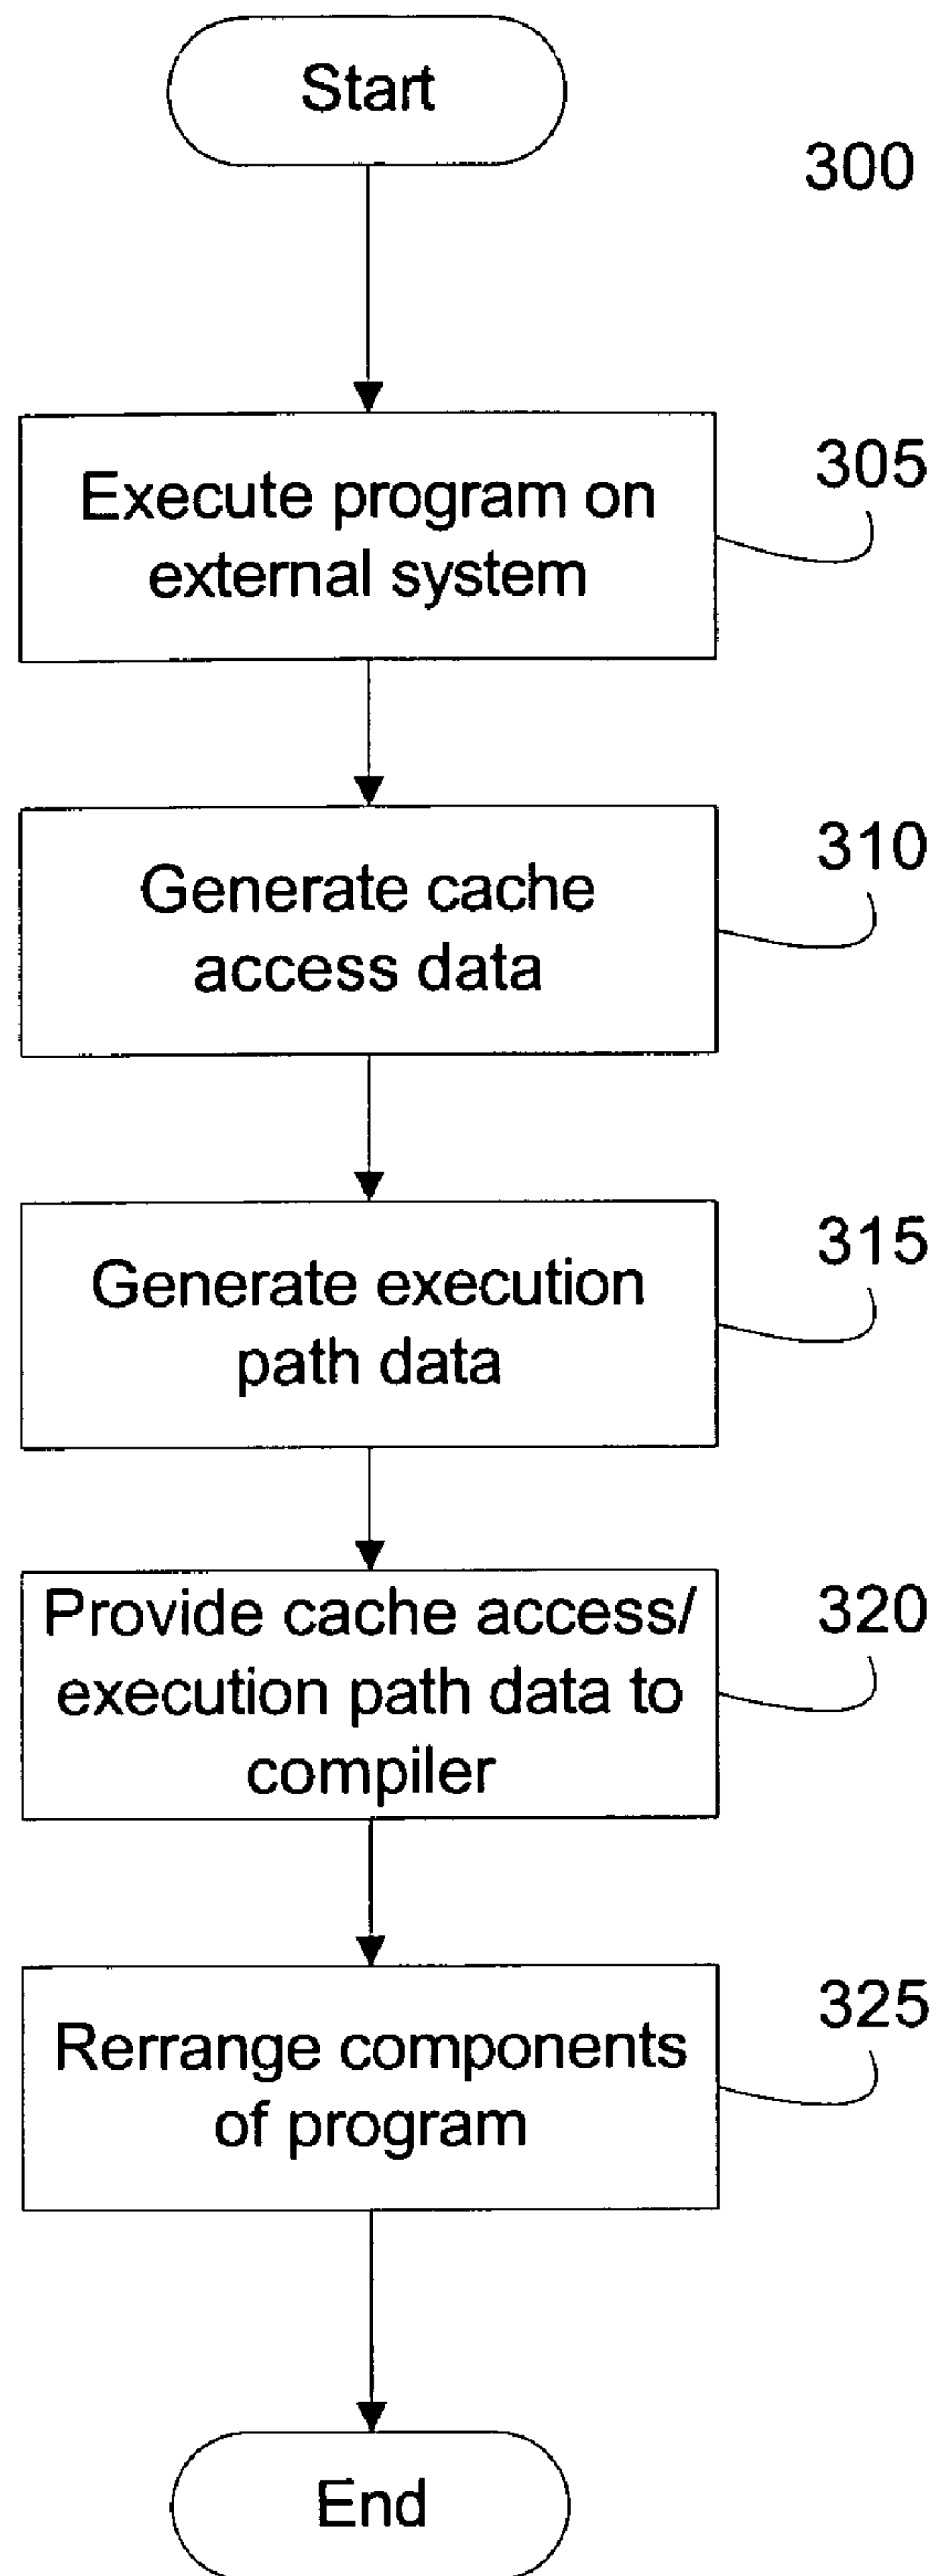 Start
300
Execute program on
external system
305
Generate cache
access data
310
Generate execution
path data
315
Provide cache access/
execution path data to
compiler
320
Rerrange components
of program
325
End